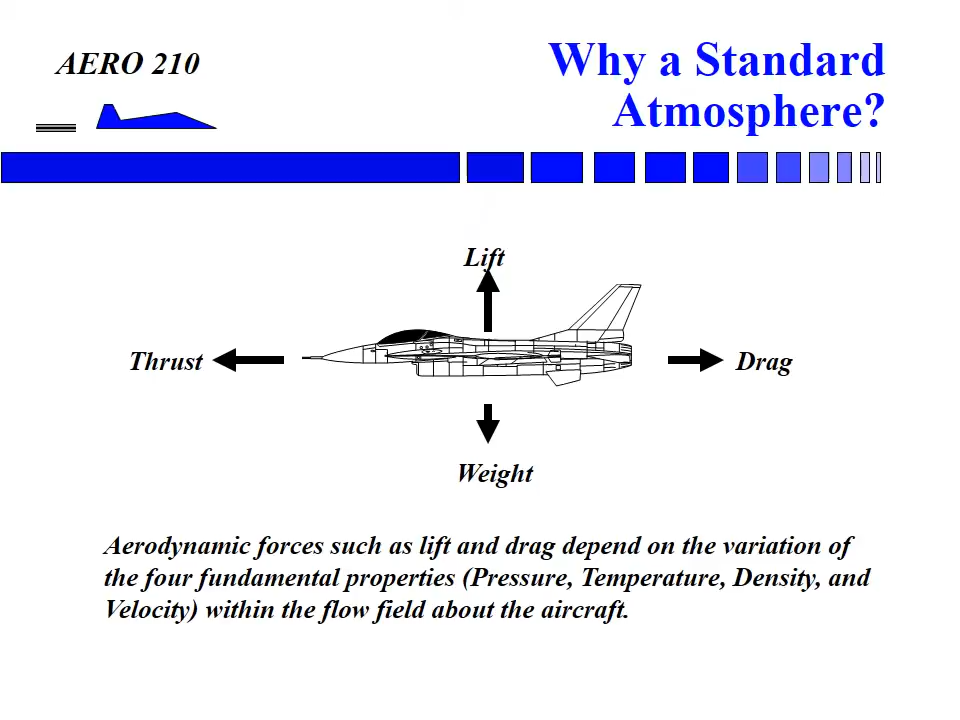 AERO 210
Why a Standard
Atmosphere?
Lift
Thrust
Drag
Weight
Aerodynamic forces such as lift and drag depend on the variation of
the four fundamental properties (Pressure, Temperature, Density, and
Velocity) within the flow field about the aircraft.